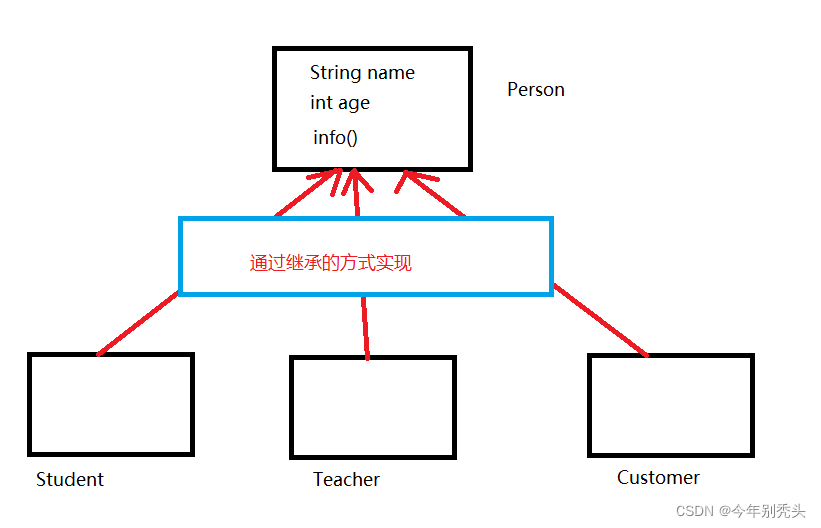 String name
int age
info()
Person
通过继承的方式实现
Student
Teacher
Customer
CSDN @今年别秃头